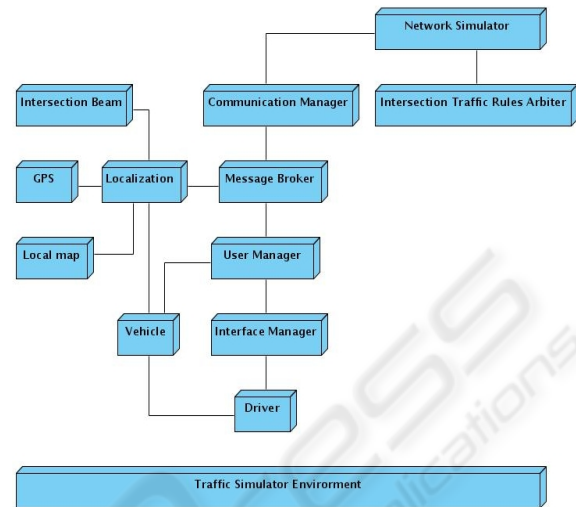 Network Simulator
Intersection Beam
Communication Manager
Intersection Traffic Rules Arbiter
GPS
Localization
Message Broker
Local map
User Manager
Vehicle
Interface Manager
Driver
Traffic Simulator Envirorment